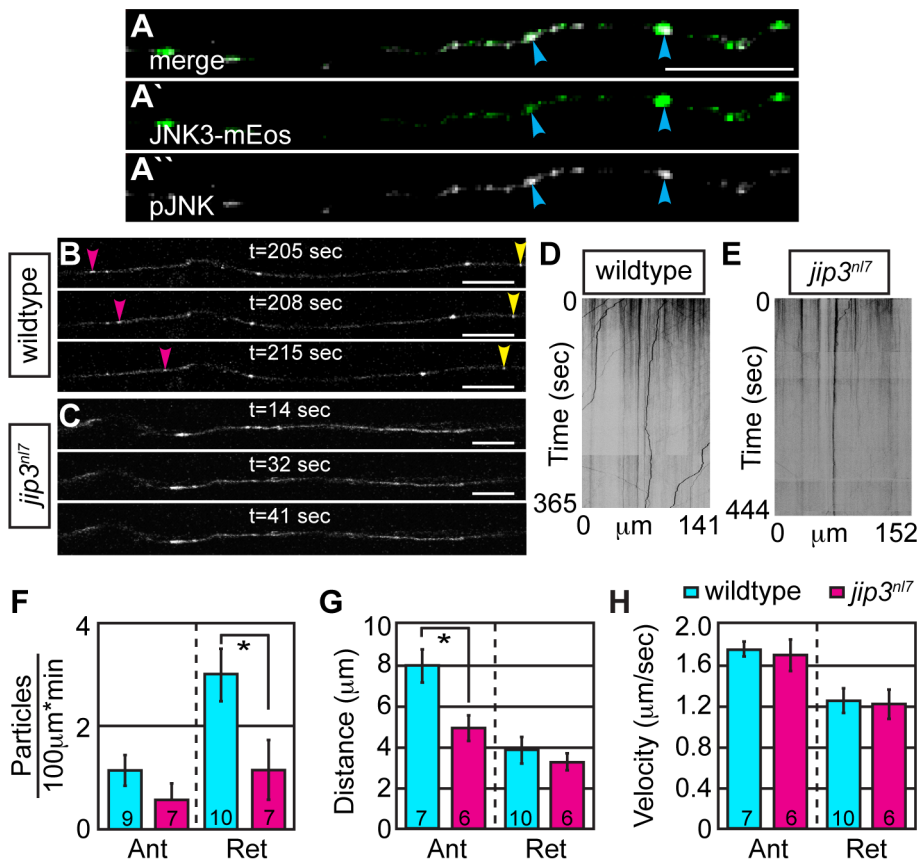 A
merge
A`
JNK3-mEos
A``
pJNK
wildtype
B
t=205 sec
t=208 sec
t=215 sec
jip3nl7
C
t=14 sec
t=32 sec
t=41 sec
D
wildtype
0
Time (sec)
365
0 μm 141
E
jip3nl7
0
Time (sec)
444
0 μm 152
wildtype jip3nl7
F
Particles
100μm*min
4
2
0
*
9 7 10 7
Ant Ret
G
Distance (μm)
10
8
6
4
2
0
*
7 6 10 6
Ant Ret
H
Velocity (μm/sec)
2.0
1.6
1.2
0.8
0.4
0
7 6 10 6
Ant Ret